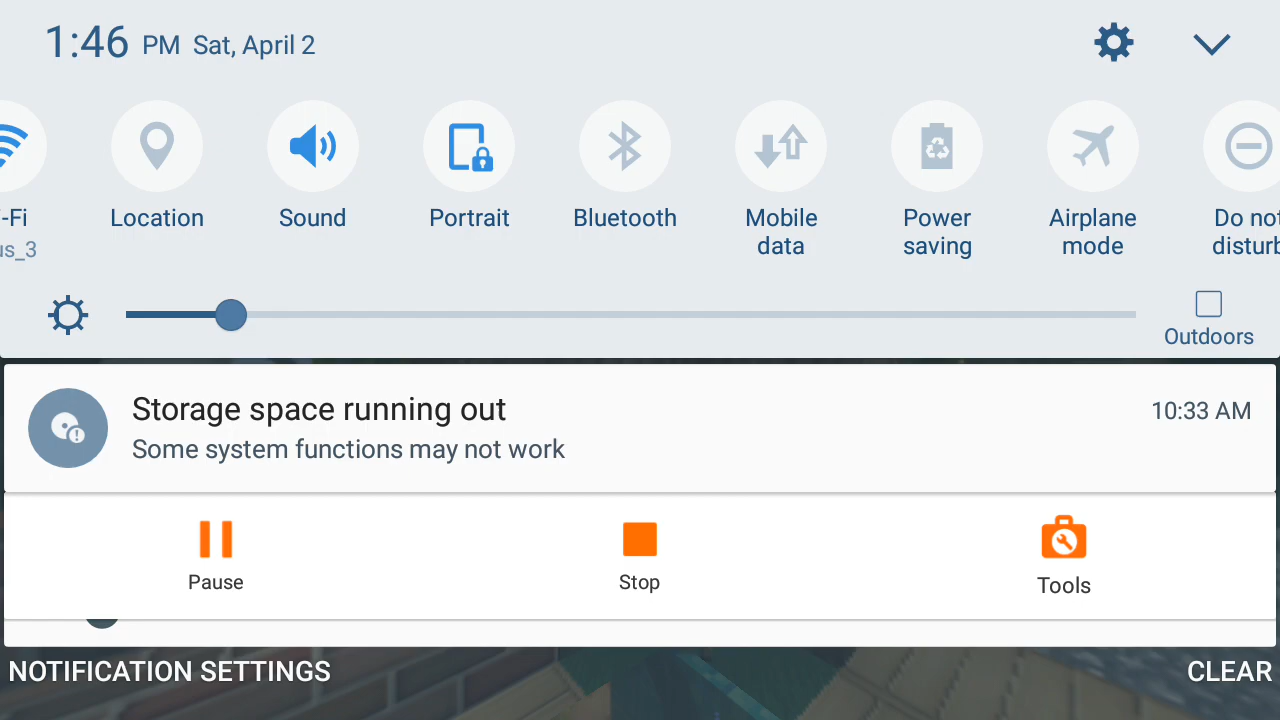 1:46 PM Sat, April 2
-Fi
us_3
Location
Sound
Portrait
Bluetooth
Mobile
data
Power
saving
Airplane
mode
Do not
disturb
Outdoors
Storage space running out
10:33 AM
Some system functions may not work
Pause
Stop
Tools
NOTIFICATION SETTINGS
CLEAR